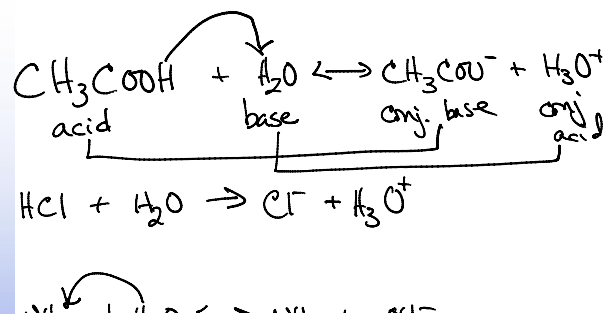 CH₃COOH + H₂O ⟷ CH₃COO⁻ + H₃O⁺
acid base conj. base conj acid
HCl + H₂O → Cl⁻ + H₃O⁺